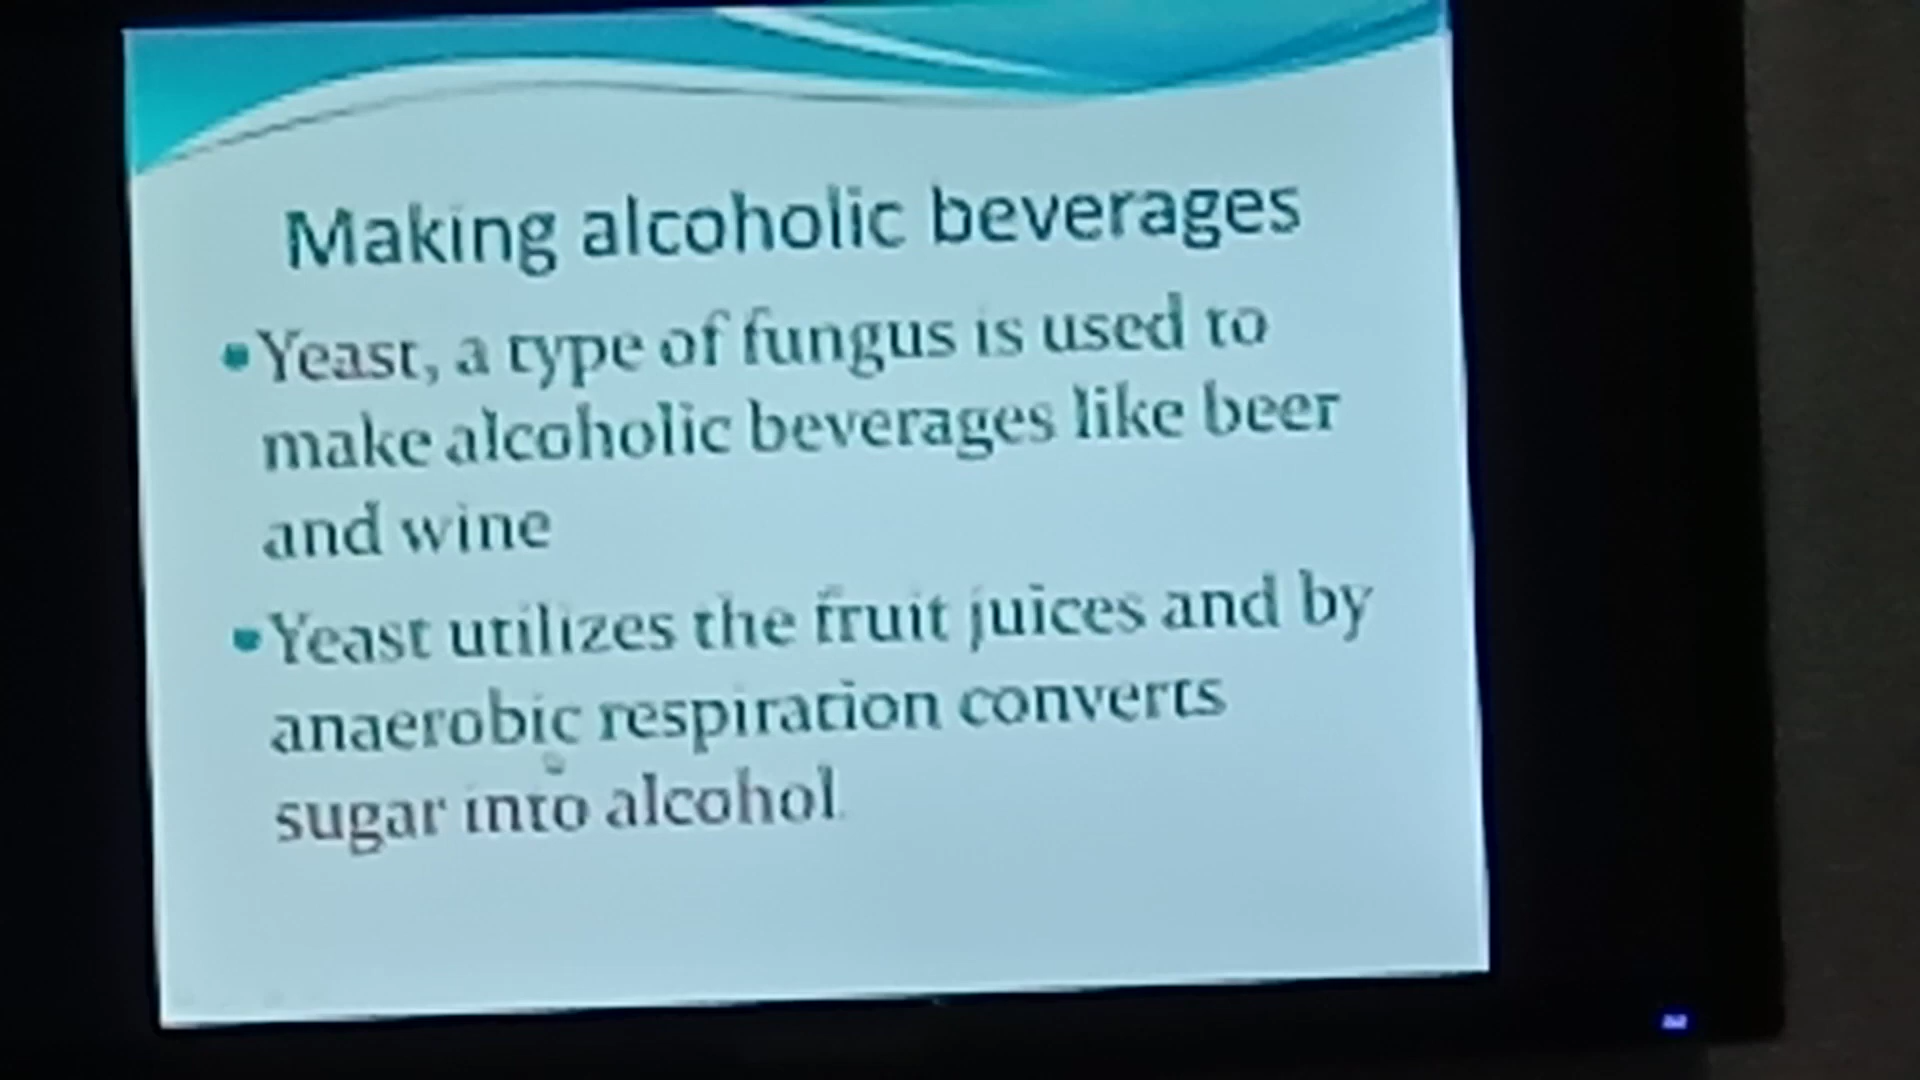 Making alcoholic beverages
•Yeast, a type of fungus is used to
make alcoholic beverages like beer
and wine
•Yeast utilizes the fruit juices and by
anaerobic respiration converts
sugar into alcohol.